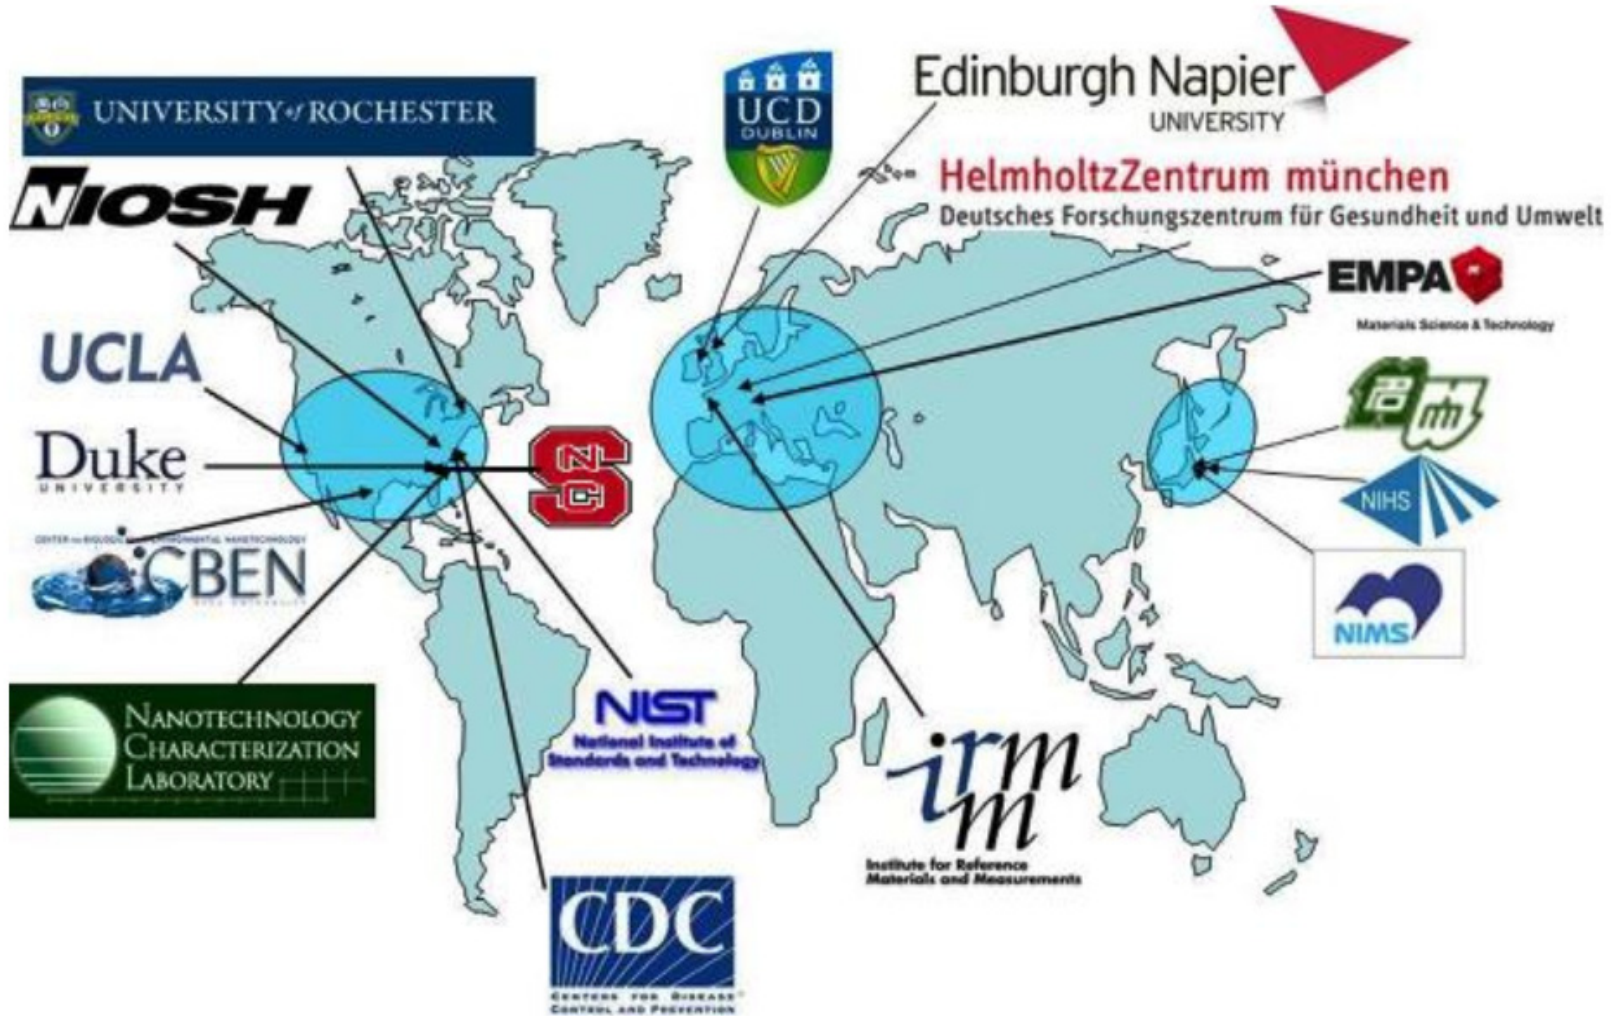 UNIVERSITY of ROCHESTER
NIOSH
UCLA
Duke
UNIVERSITY
CBEN
NANOTECHNOLOGY
CHARACTERIZATION
LABORATORY
UCD
DUBLIN
Edinburgh Napier
UNIVERSITY
HelmholtzZentrum münchen
Deutsches Forschungszentrum für Gesundheit und Umwelt
EMPA
Materials Science & Technology
NIHS
NIMS
NC
S
NIST
National Institute of
Standards and Technology
irmm
Institute for Reference
Materials and Measurements
CDC
CENTERS FOR DISEASE
CONTROL AND PREVENTION